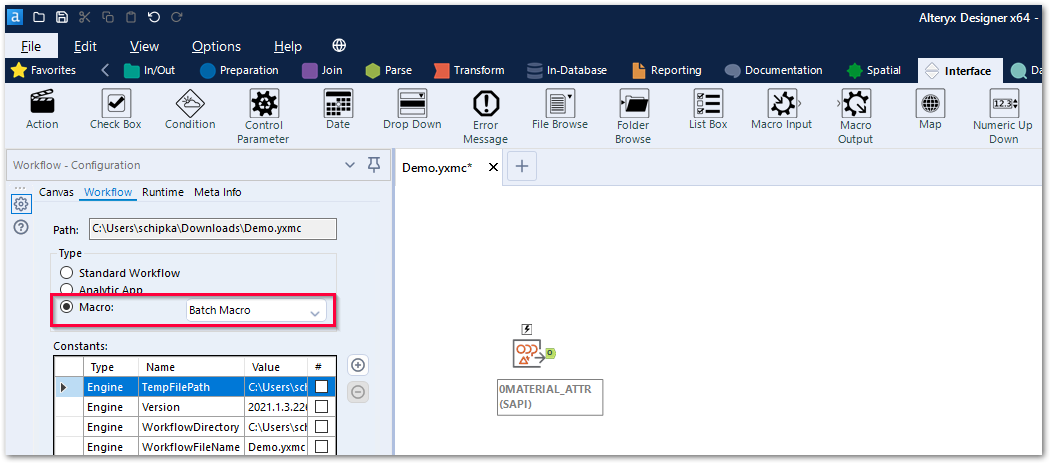 Alteryx Designer x64 -
File Edit View Options Help
Favorites In/Out Preparation Join Parse Transform In-Database Reporting Documentation Spatial Interface Da
Action Check Box Condition Control Parameter Date Drop Down Error Message File Browse Folder Browse List Box Macro Input Macro Output Map Numeric Up Down
12.3
Workflow - Configuration
Demo.yxmc*
Canvas Workflow Runtime Meta Info
Path: C:\Users\schipka\Downloads\Demo.yxmc
Type
Standard Workflow
Analytic App
Macro: Batch Macro
Constants:
Type Name Value #
Engine TempFilePath C:\Users\sch
Engine Version 2021.1.3.226
Engine WorkflowDirectory C:\Users\sch
Engine WorkflowFileName Demo.yxmc
O
0MATERIAL_ATTR
(SAPI)